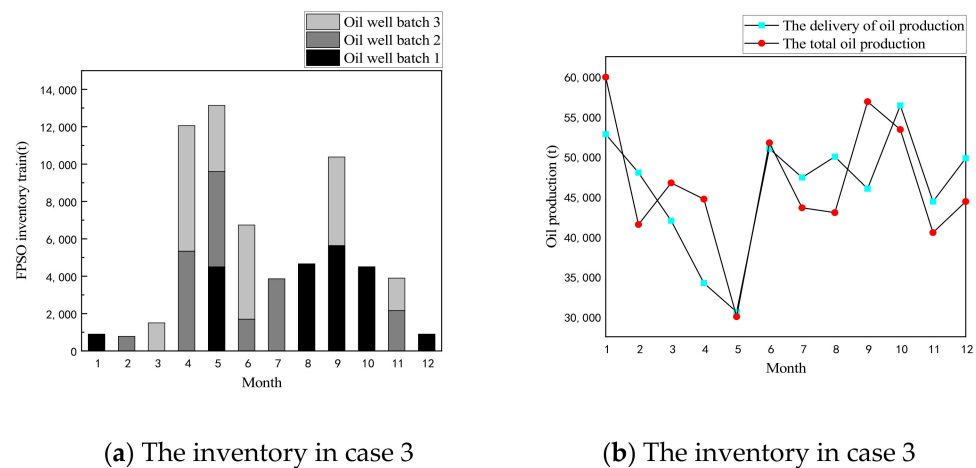 Oil well batch 3
Oil well batch 2
Oil well batch 1
14, 000
12, 000
10, 000
8, 000
6, 000
4, 000
2, 000
0
FPSO inventory train(t)
1 2 3 4 5 6 7 8 9 10 11 12
Month
(a) The inventory in case 3
The delivery of oil production
The total oil production
60, 000
55, 000
50, 000
45, 000
40, 000
35, 000
30, 000
Oil production (t)
1 2 3 4 5 6 7 8 9 10 11 12
Month
(b) The inventory in case 3